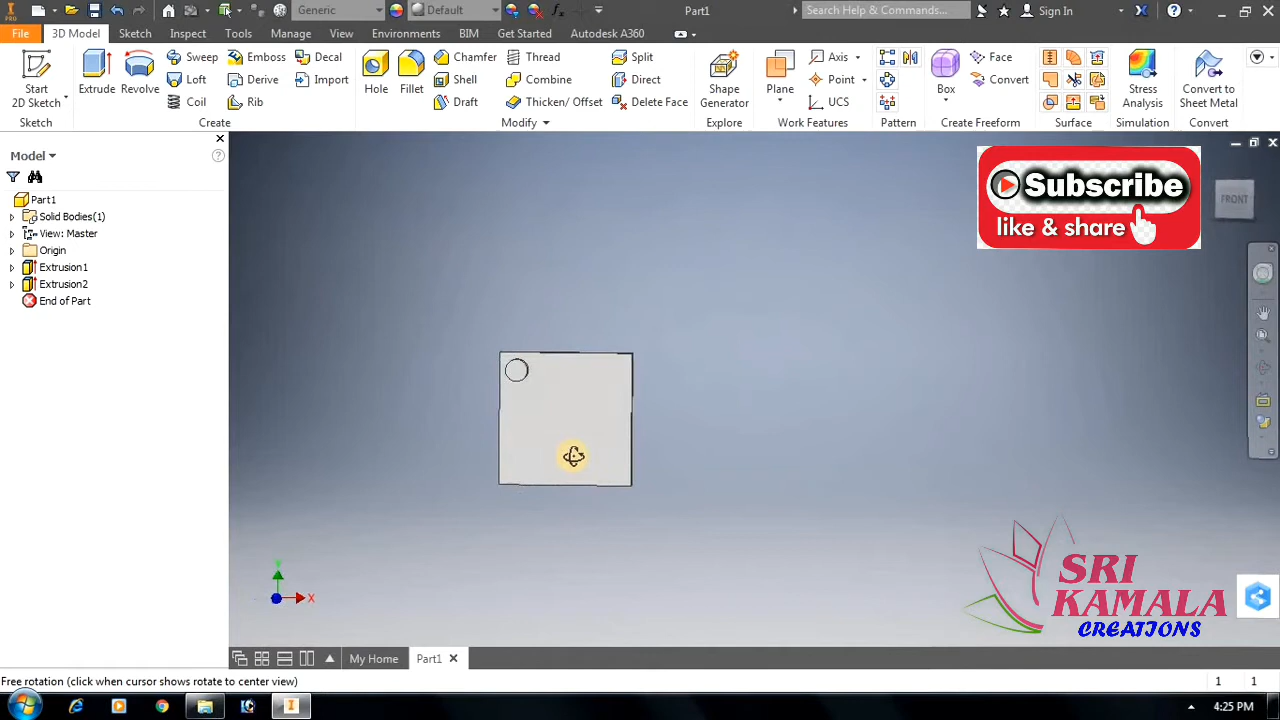 Generic
Default
Part1
Search Help & Commands...
Sign In
PRO
File
3D Model
Sketch
Inspect
Tools
Manage
View
Environments
BIM
Get Started
Autodesk A360
Start
2D Sketch
Sketch
Extrude
Revolve
Sweep
Loft
Coil
Emboss
Derive
Rib
Decal
Import
Create
Hole
Fillet
Chamfer
Shell
Draft
Thread
Combine
Thicken/ Offset
Split
Direct
Delete Face
Modify
Shape
Generator
Explore
Plane
Axis
Point
UCS
Work Features
Pattern
Box
Face
Convert
Create Freeform
Surface
Stress
Analysis
Simulation
Convert to
Sheet Metal
Convert
Model
Part1
Solid Bodies(1)
View: Master
Origin
Extrusion1
Extrusion2
End of Part
Subscribe
like & share
FRONT
Y
X
SRI
KAMALA
CREATIONS
My Home
Part1
Free rotation (click when cursor shows rotate to center view)
1
1
4:25 PM